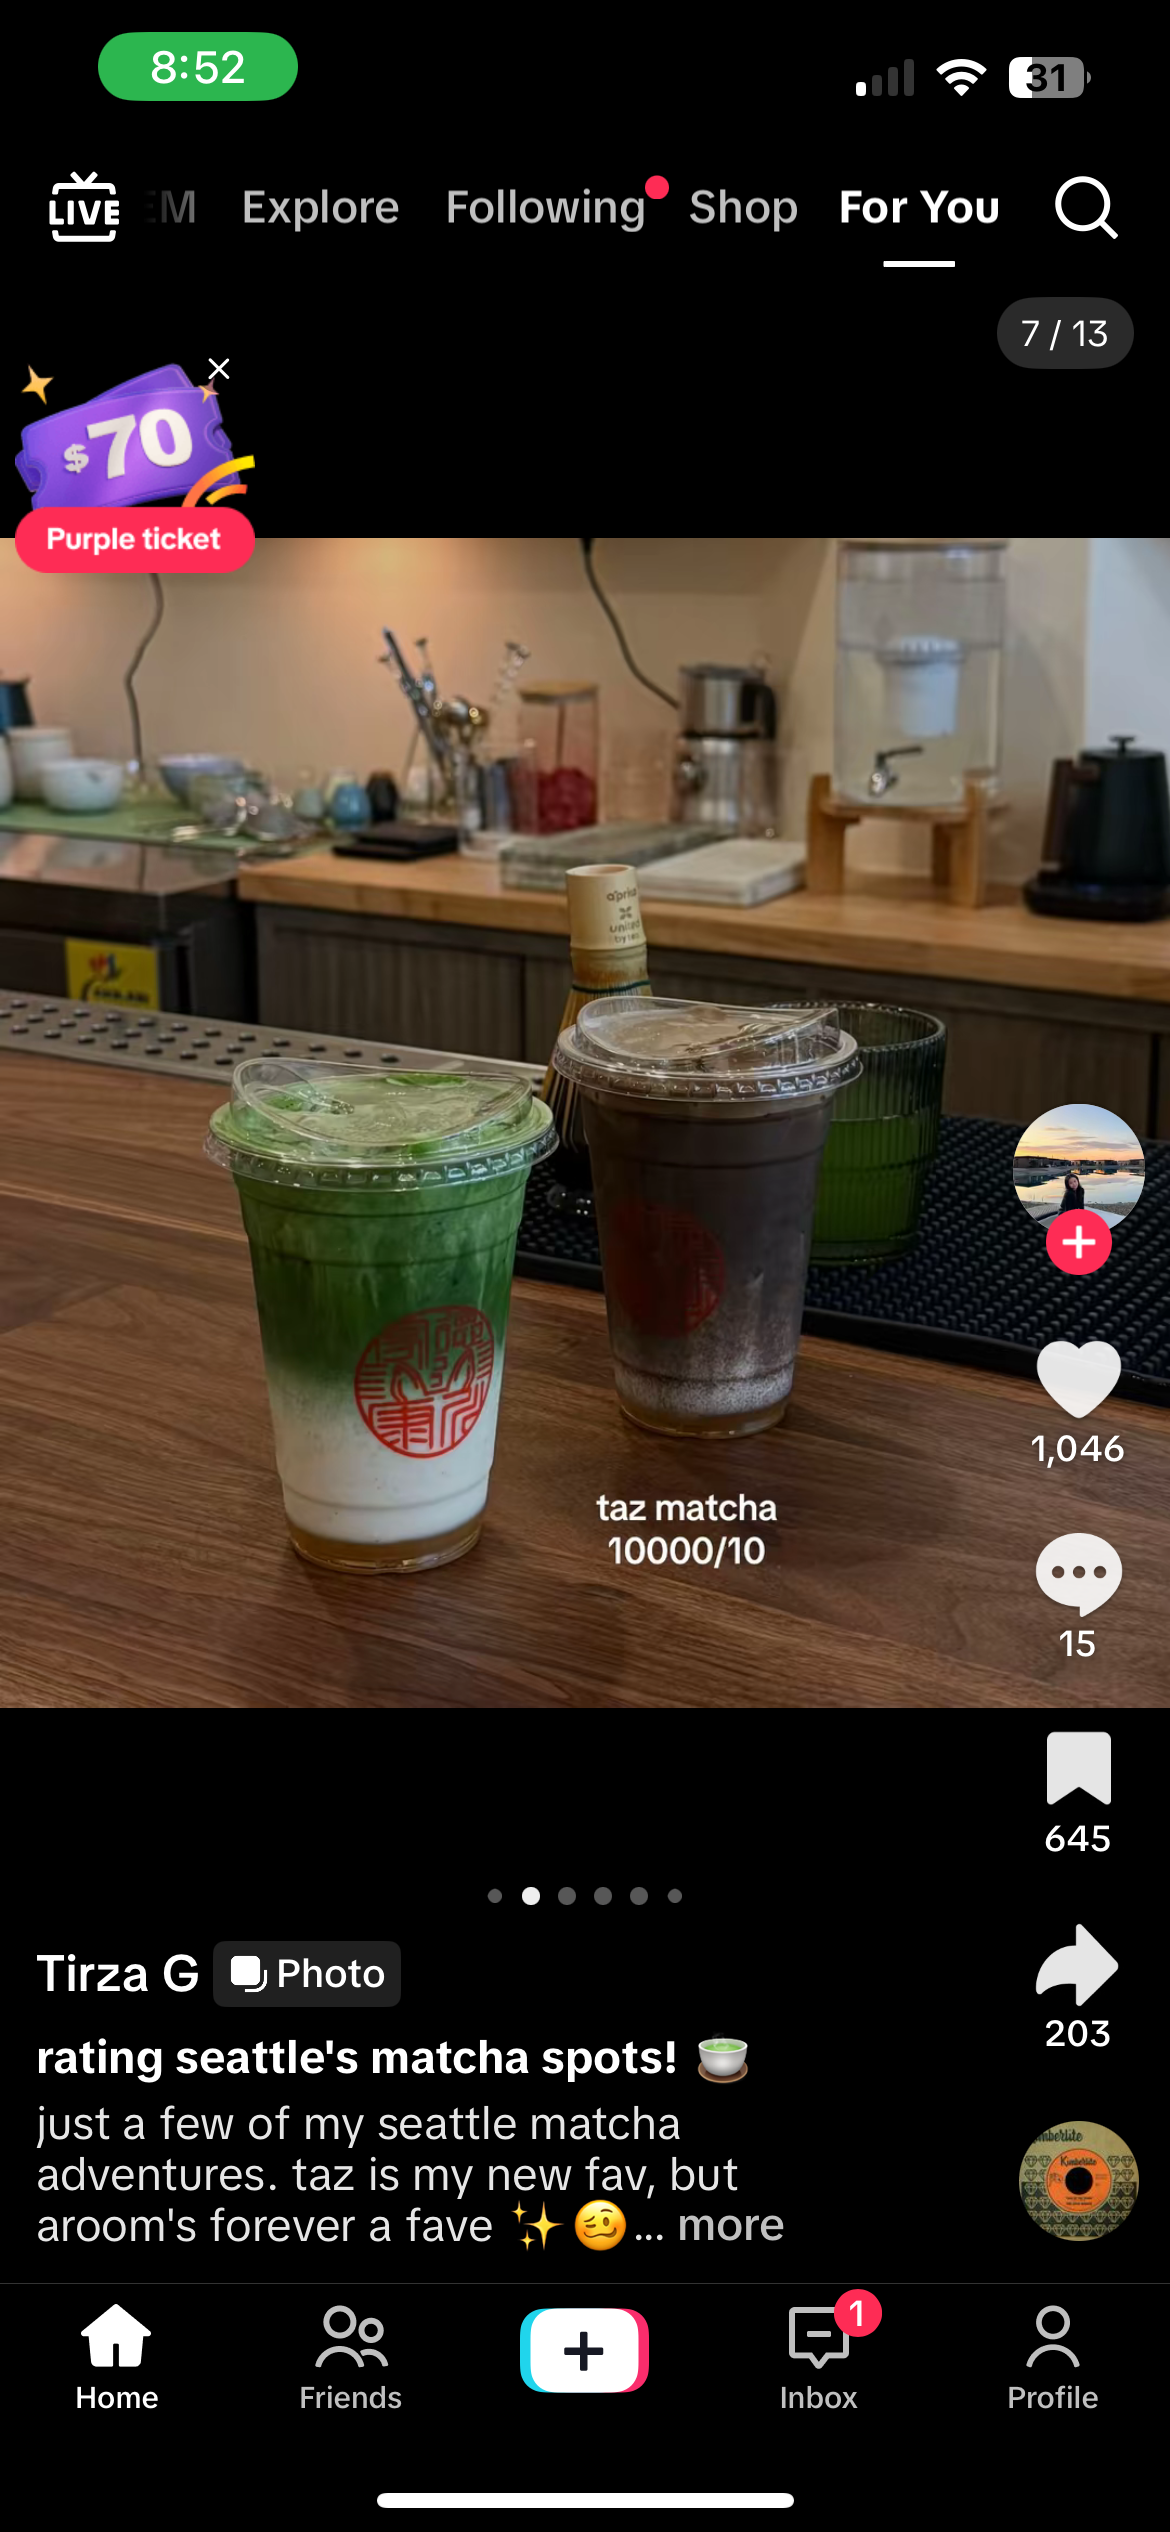 8:52
31
LIVE
Explore
Following
Shop
For You
7 / 13
$70
Purple ticket
taz matcha
10000/10
1,046
15
645
203
Tirza G
Photo
rating seattle's matcha spots! 🍵
just a few of my seattle matcha
adventures. taz is my new fav, but
aroom's forever a fave ✨🥴... more
Home
Friends
1
Inbox
Profile